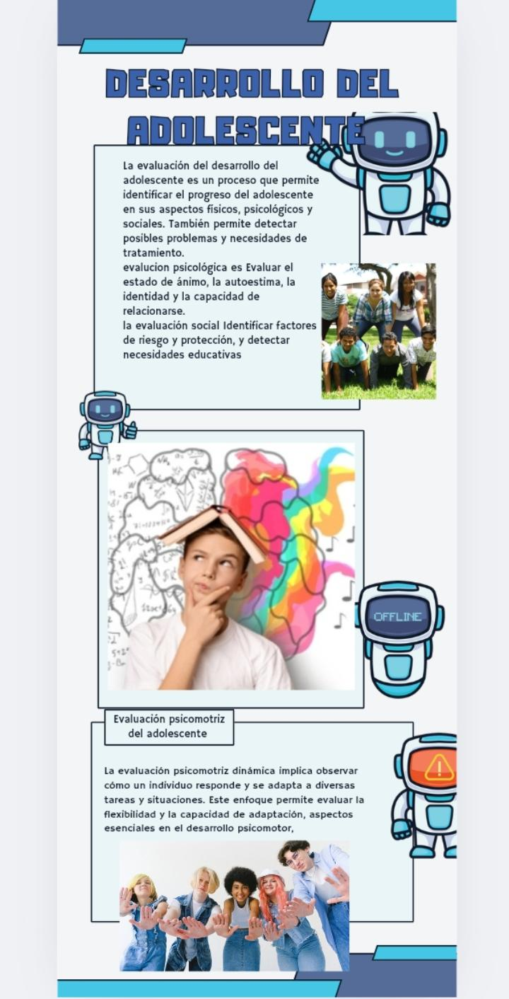 DESARROLLO DEL
ADOLESCENTE
La evaluación del desarrollo del
adolescente es un proceso que permite
identificar el progreso del adolescente
en sus aspectos físicos, psicológicos y
sociales. También permite detectar
posibles problemas y necesidades de
tratamiento.
evalucion psicológica es Evaluar el
estado de ánimo, la autoestima, la
identidad y la capacidad de
relacionarse.
la evaluación social Identificar factores
de riesgo y protección, y detectar
necesidades educativas
OFFLINE
Evaluación psicomotriz
del adolescente
La evaluación psicomotriz dinámica implica observar
cómo un individuo responde y se adapta a diversas
tareas y situaciones. Este enfoque permite evaluar la
flexibilidad y la capacidad de adaptación, aspectos
esenciales en el desarrollo psicomotor,